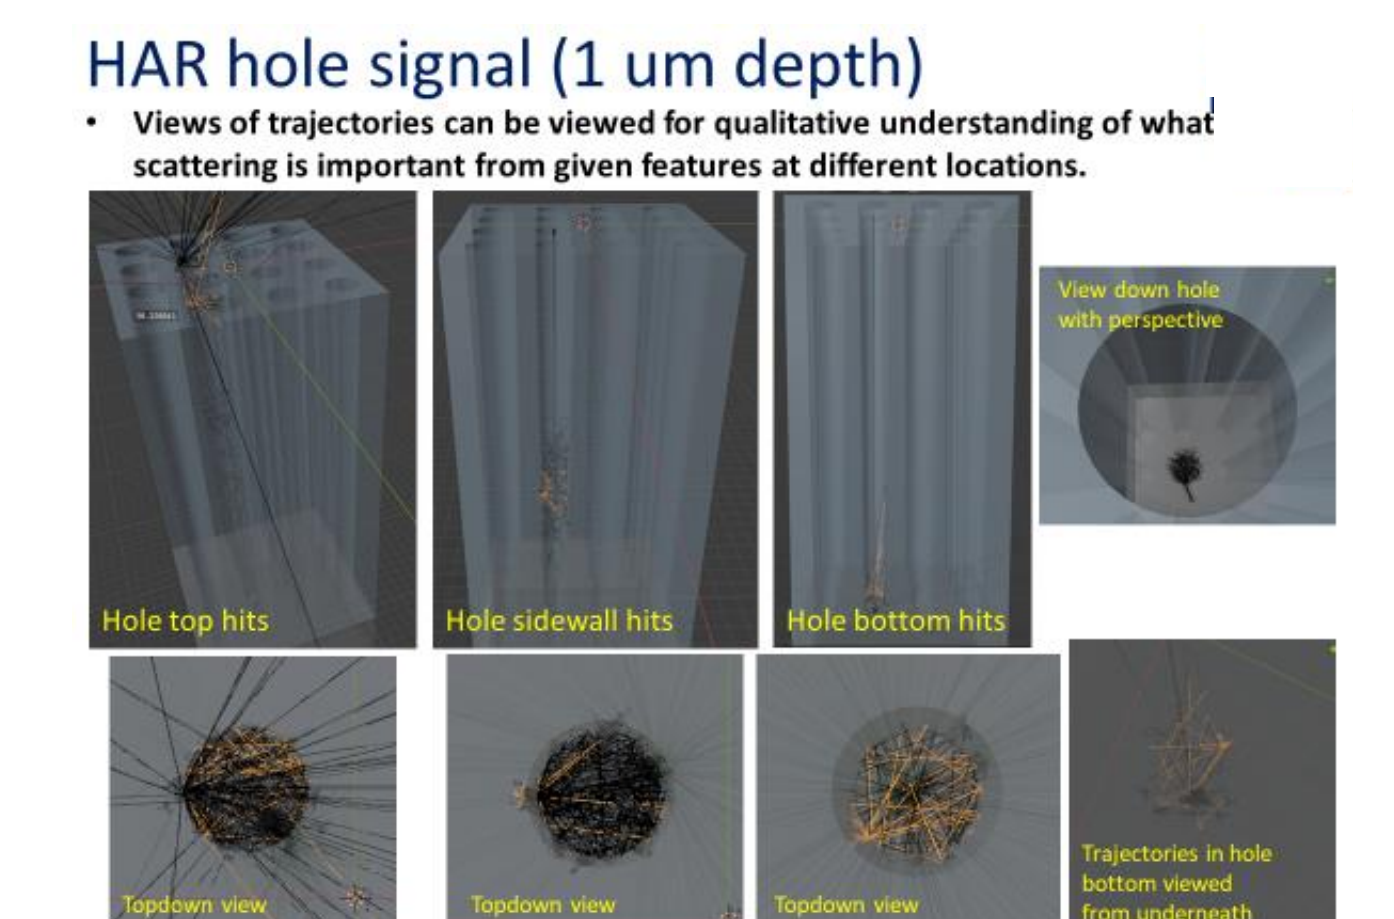 HAR hole signal (1 um depth)
• Views of trajectories can be viewed for qualitative understanding of what
scattering is important from given features at different locations.
View down hole
with perspective
Hole top hits
Hole sidewall hits
Hole bottom hits
Topdown view
Topdown view
Topdown view
Trajectories in hole
bottom viewed
from underneath